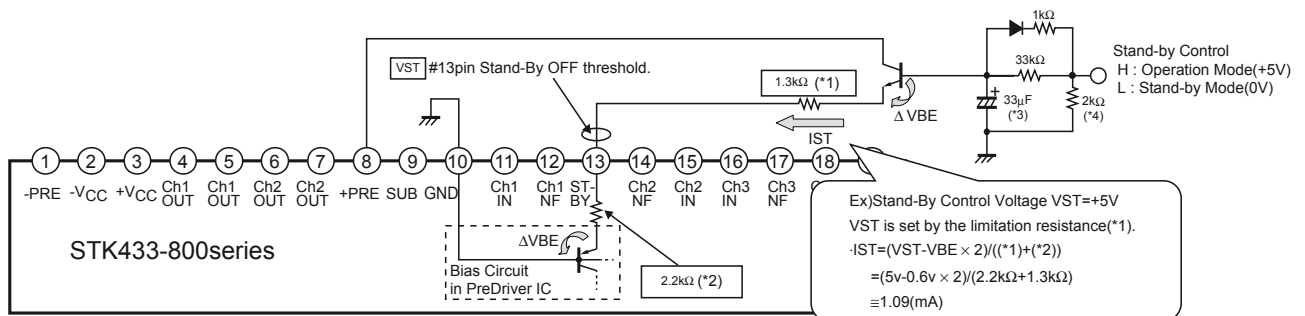 1kΩ
Stand-by Control
H : Operation Mode(+5V)
L : Stand-by Mode(0V)
VST #13pin Stand-By OFF threshold.
33kΩ
1.3kΩ (*1)
33μF
(*3)
2kΩ
(*4)
Δ VBE
IST
1 2 3 4 5 6 7 8 9 10 11 12 13 14 15 16 17 18
-PRE
-VCC
+VCC
Ch1
OUT
Ch1
OUT
Ch2
OUT
Ch2
OUT
+PRE
SUB
GND
Ch1
IN
Ch1
NF
ST-
BY
Ch2
NF
Ch2
IN
Ch3
IN
Ch3
NF
Ex)Stand-By Control Voltage VST=+5V
VST is set by the limitation resistance(*1).
·IST=(VST-VBE × 2)/((*1)+(*2))
=(5v-0.6v × 2)/(2.2kΩ+1.3kΩ)
≅1.09(mA)
STK433-800series
ΔVBE
Bias Circuit
in PreDriver IC
2.2kΩ (*2)